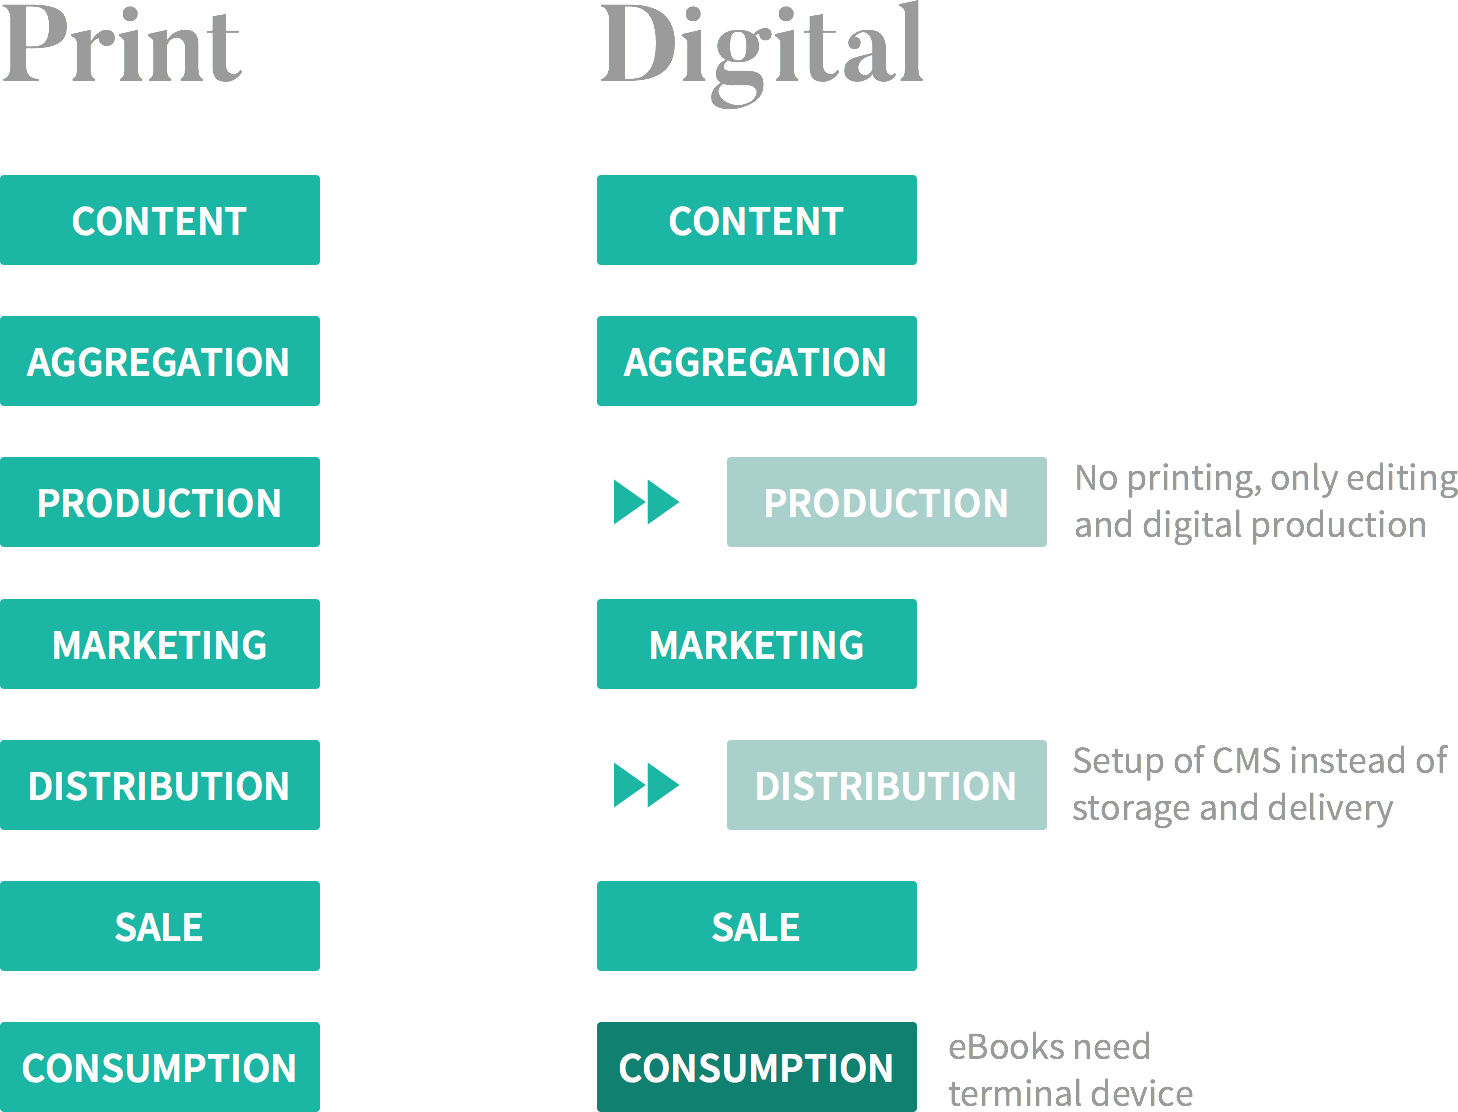 Print
Digital
CONTENT
CONTENT
AGGREGATION
AGGREGATION
PRODUCTION
PRODUCTION
No printing, only editing
and digital production
MARKETING
MARKETING
DISTRIBUTION
DISTRIBUTION
Setup of CMS instead of
storage and delivery
SALE
SALE
CONSUMPTION
CONSUMPTION
eBooks need
terminal device